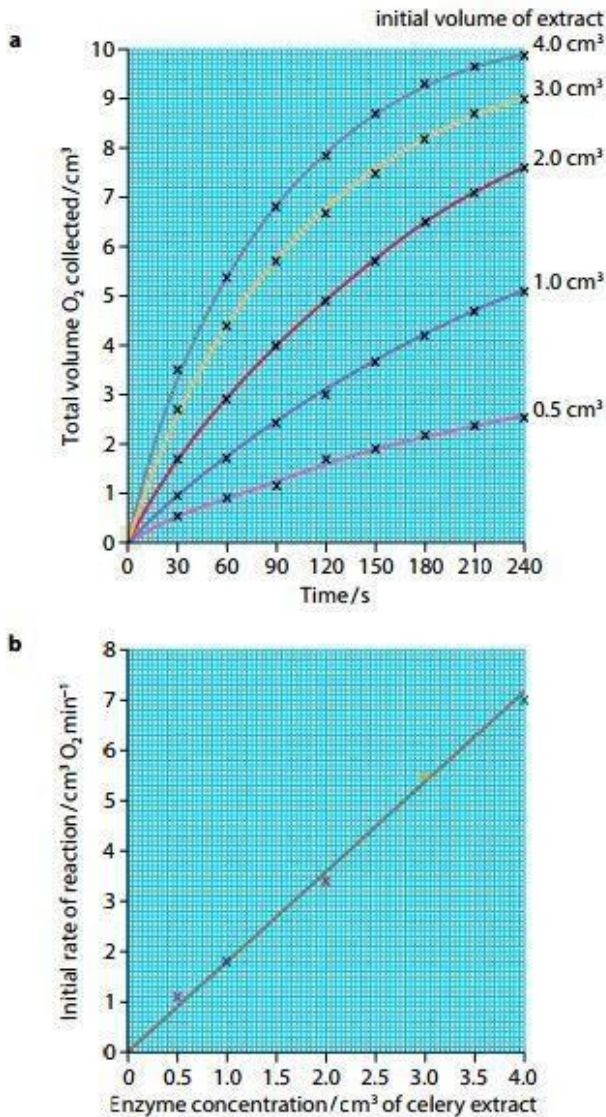 initial volume of extract
a
10
4.0 cm³
9
3.0 cm³
8
2.0 cm³
7
6
5
1.0 cm³
4
3
0.5 cm³
2
1
0
Total volume O₂ collected/cm³
0 30 60 90 120 150 180 210 240
Time/s
b
8
7
6
5
4
3
2
1
0
Initial rate of reaction/cm³ O₂ min⁻¹
0 0.5 1.0 1.5 2.0 2.5 3.0 3.5 4.0
Enzyme concentration/cm³ of celery extract